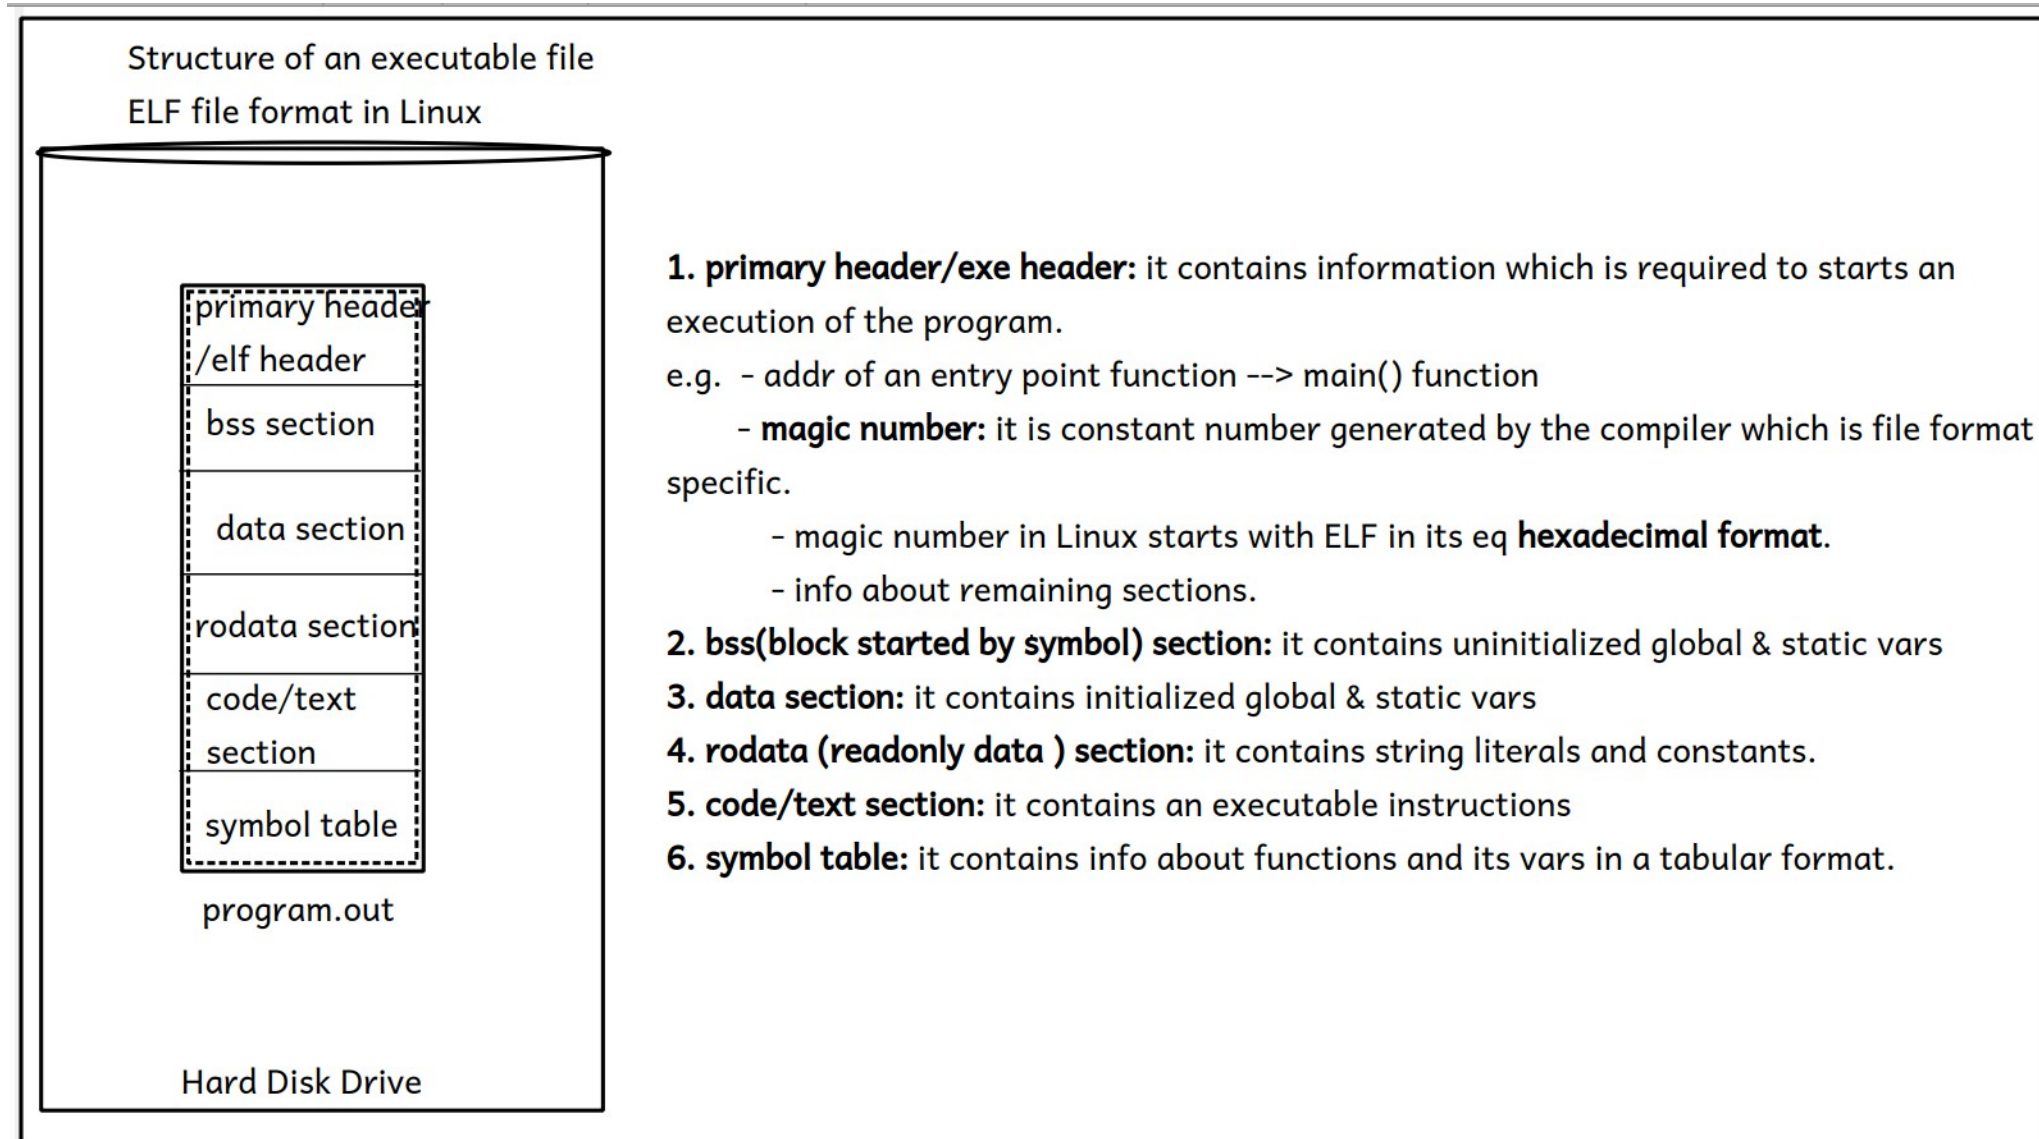 Structure of an executable file
ELF file format in Linux
primary header
/elf header
bss section
data section
rodata section
code/text
section
symbol table
program.out
Hard Disk Drive
1. primary header/exe header: it contains information which is required to starts an
execution of the program.
e.g. - addr of an entry point function --> main() function
- magic number: it is constant number generated by the compiler which is file format
specific.
- magic number in Linux starts with ELF in its eq hexadecimal format.
- info about remaining sections.
2. bss(block started by symbol) section: it contains uninitialized global & static vars
3. data section: it contains initialized global & static vars
4. rodata (readonly data ) section: it contains string literals and constants.
5. code/text section: it contains an executable instructions
6. symbol table: it contains info about functions and its vars in a tabular format.